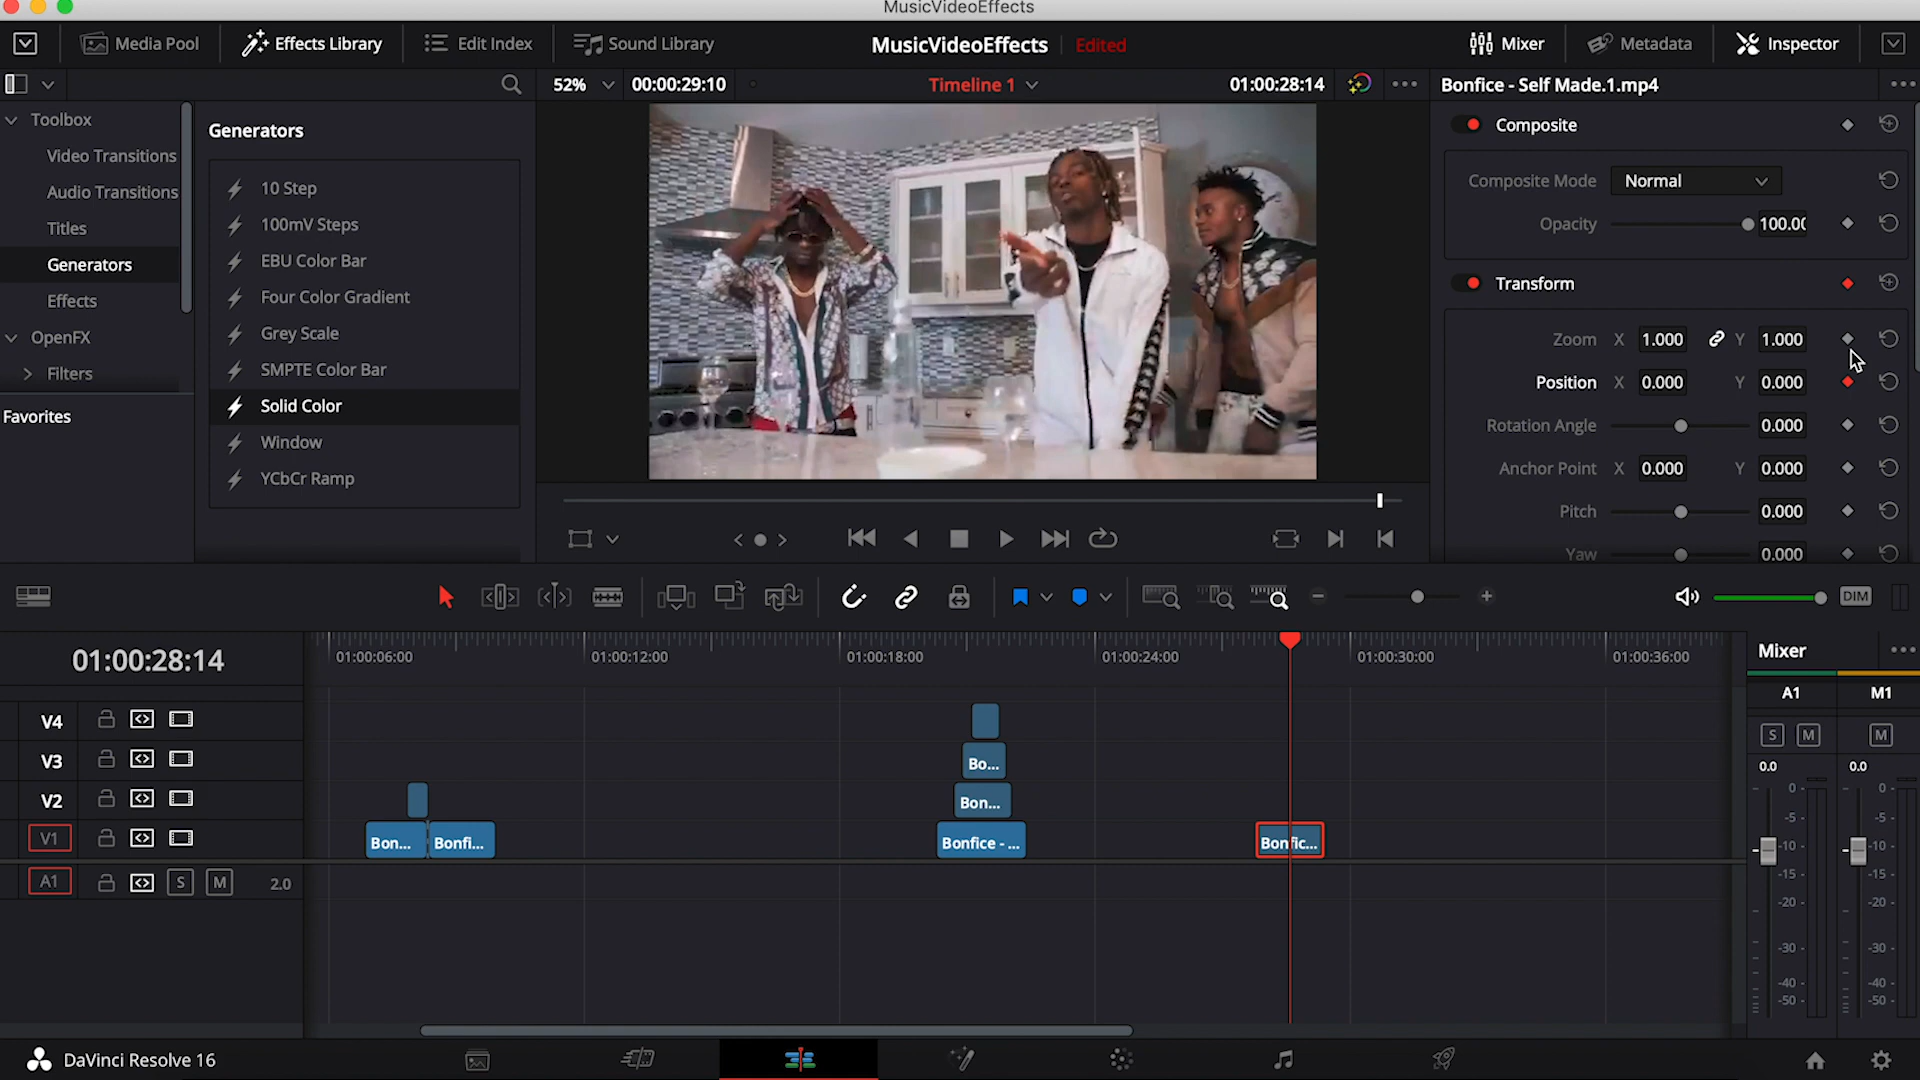 MusicVideoEffects
Media Pool
Effects Library
Edit Index
Sound Library
MusicVideoEffects Edited
Mixer
Metadata
Inspector
52%
00:00:29:10
Timeline 1
01:00:28:14
Bonfice - Self Made.1.mp4
Toolbox
Video Transitions
Audio Transitions
Titles
Generators
Effects
OpenFX
Filters
Favorites
Generators
10 Step
100mV Steps
EBU Color Bar
Four Color Gradient
Grey Scale
SMPTE Color Bar
Solid Color
Window
YCbCr Ramp
Composite
Composite Mode Normal
Opacity 100.00
Transform
Zoom X 1.000 Y 1.000
Position X 0.000 Y 0.000
Rotation Angle 0.000
Anchor Point X 0.000 Y 0.000
Pitch 0.000
Yaw 0.000
DIM
01:00:28:14
01:00:06:00
01:00:12:00
01:00:18:00
01:00:24:00
01:00:30:00
01:00:36:00
V4
V3
Bo...
V2
Bon...
V1
Bon...
Bonfi...
Bonfice - ...
Bonfic...
A1 S M 2.0
Mixer
A1 M1
S M M
0.0 0.0
0- 0-
-5- -5-
-10- -10-
-15- -15-
-20- -20-
-30- -30-
-40- -40-
-50- -50-
DaVinci Resolve 16